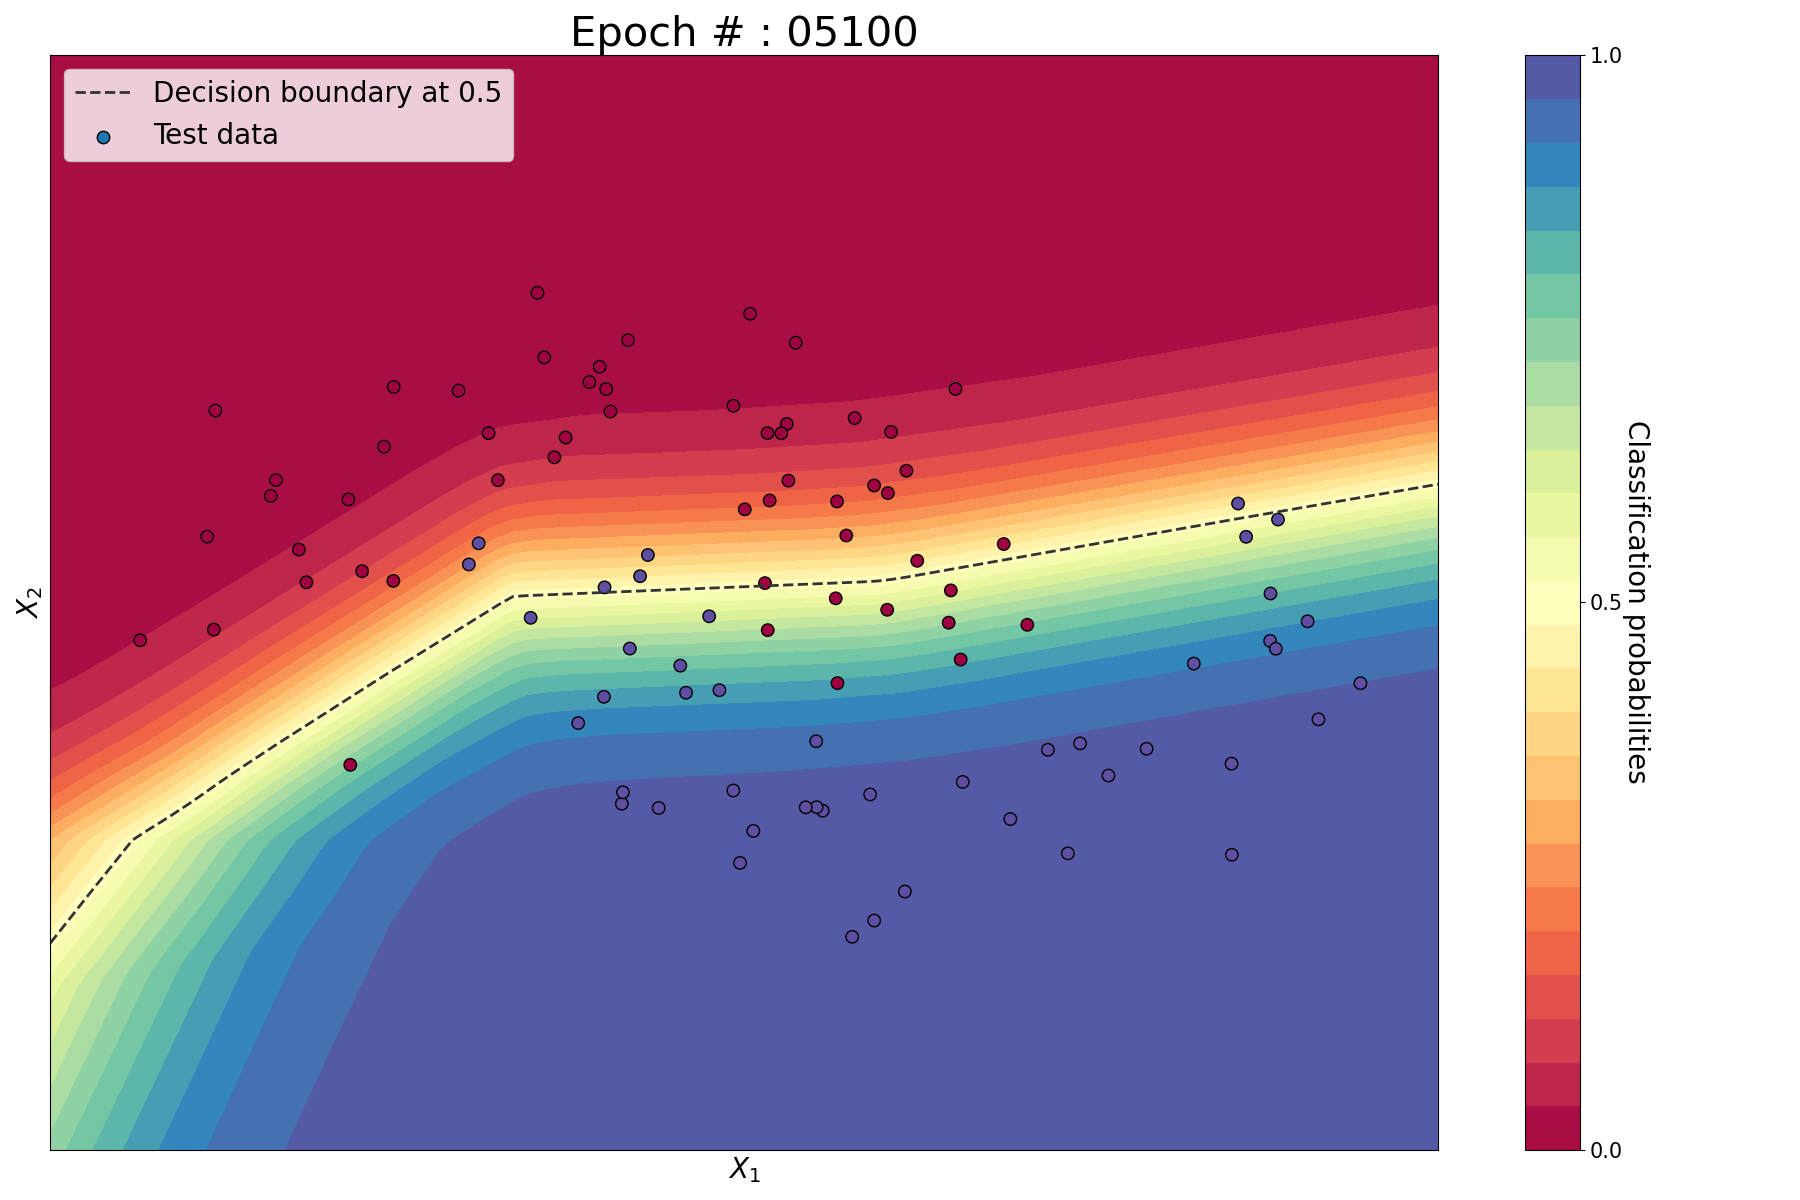 Epoch # : 05100
Decision boundary at 0.5
Test data
X₂
X₁
1.0
0.5
0.0
Classification probabilities